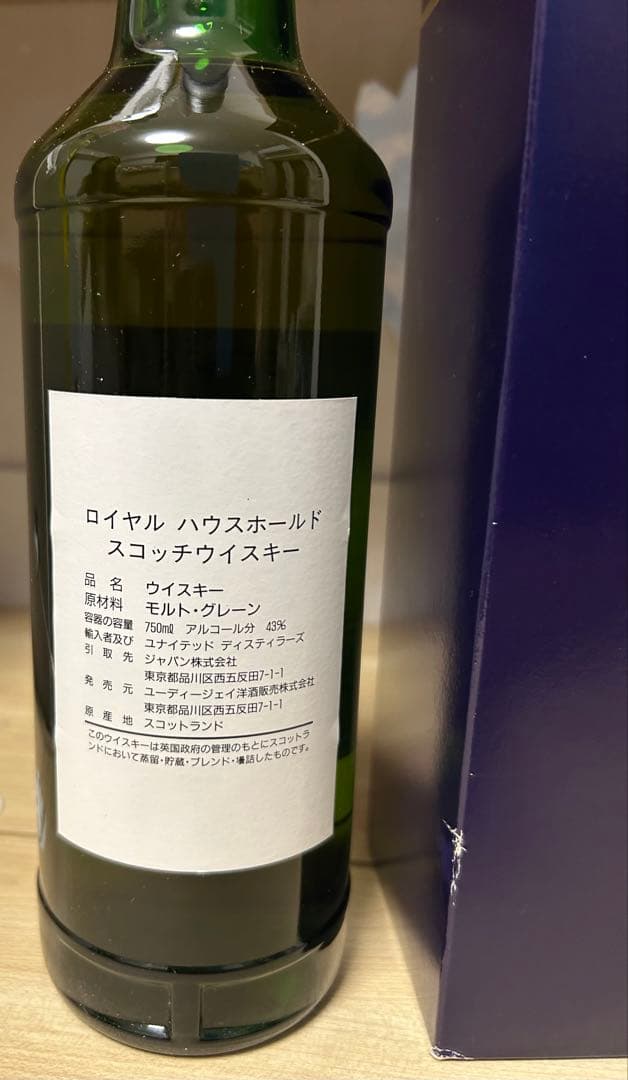 ロイヤル ハウスホールド
スコッチウイスキー
品名 ウイスキー
原材料 モルト・グレーン
容器の容量 750mℓ アルコール分 43%
輸入者及び ユナイテッド ディスティラーズ
引取先 ジャパン株式会社
東京都品川区西五反田7-1-1
発売元 ユーディージェイ洋酒販売株式会社
東京都品川区西五反田7-1-1
原産地 スコットランド
このウイスキーは英国政府の管理のもとにスコットラ
ンドにおいて蒸留・貯蔵・ブレンド・壜詰したものです。